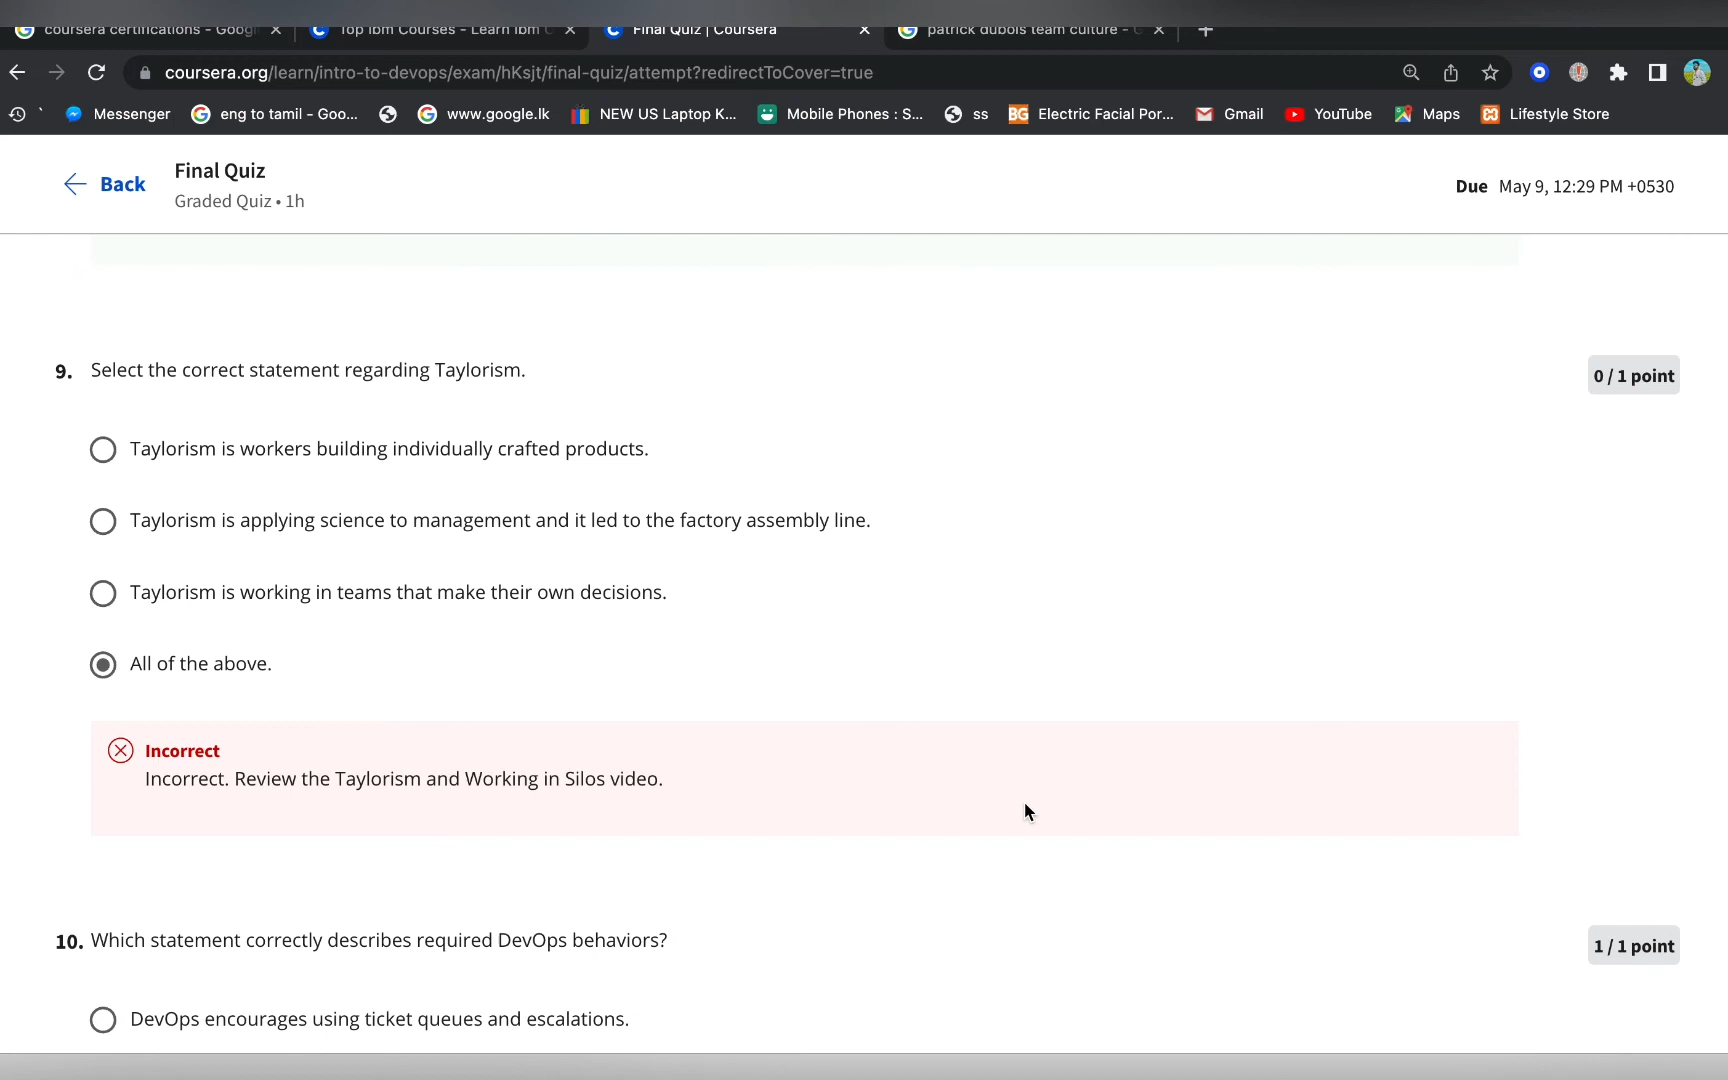 coursera certifications - Googl
Top Ibm Courses - Learn Ibm O
Final Quiz | Coursera
patrick dubois team culture - G
coursera.org/learn/intro-to-devops/exam/hKsjt/final-quiz/attempt?redirectToCover=true
Messenger
eng to tamil - Goo...
www.google.lk
NEW US Laptop K...
Mobile Phones : S...
ss
BG
Electric Facial Por...
Gmail
YouTube
Maps
Lifestyle Store
Back
Final Quiz
Graded Quiz • 1h
Due May 9, 12:29 PM +0530
9. Select the correct statement regarding Taylorism.
0 / 1 point
Taylorism is workers building individually crafted products.
Taylorism is applying science to management and it led to the factory assembly line.
Taylorism is working in teams that make their own decisions.
All of the above.
Incorrect
Incorrect. Review the Taylorism and Working in Silos video.
10. Which statement correctly describes required DevOps behaviors?
1 / 1 point
DevOps encourages using ticket queues and escalations.